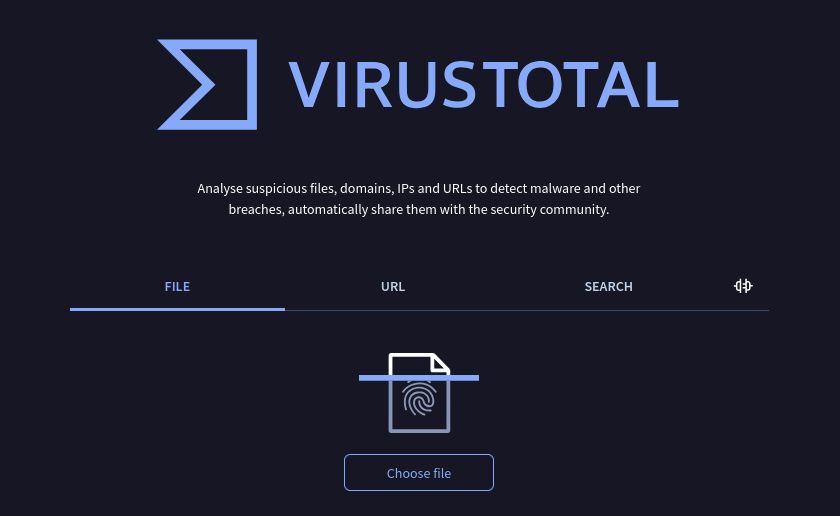 VIRUSTOTAL
Analyse suspicious files, domains, IPs and URLs to detect malware and other
breaches, automatically share them with the security community.
FILE
URL
SEARCH
Choose file